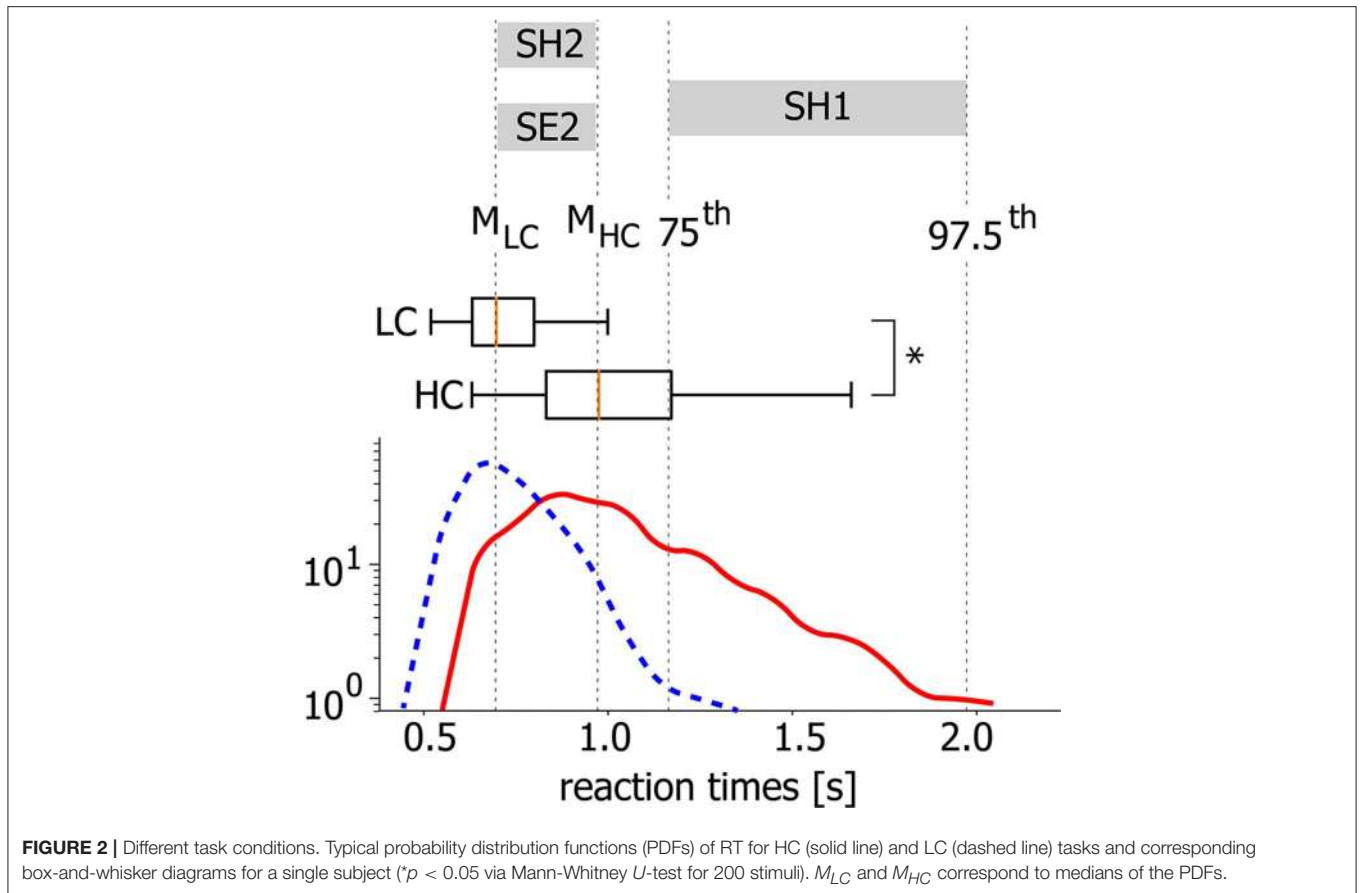 SH2
SH1
SE2
M_LC M_HC 75^th 97.5^th
LC
*
HC
10^1
10^0
0.5 1.0 1.5 2.0
reaction times [s]
FIGURE 2 | Different task conditions. Typical probability distribution functions (PDFs) of RT for HC (solid line) and LC (dashed line) tasks and corresponding
box-and-whisker diagrams for a single subject (*p < 0.05 via Mann-Whitney U-test for 200 stimuli). M_LC and M_HC correspond to medians of the PDFs.